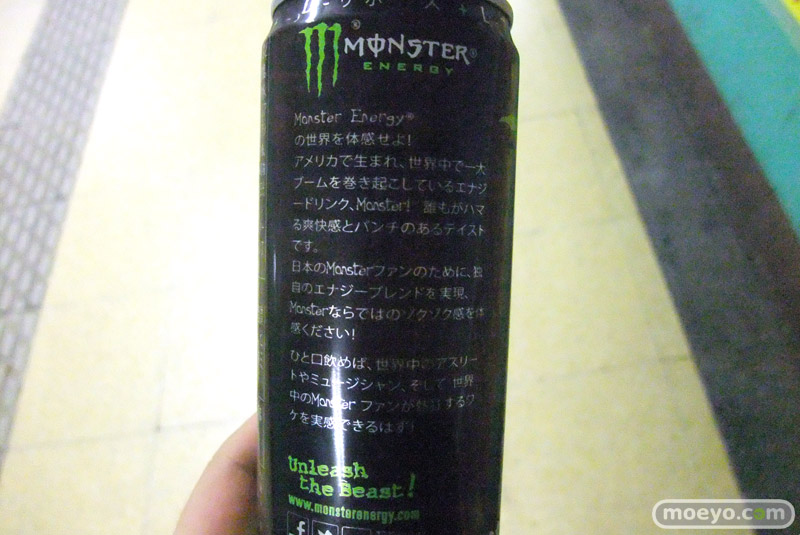 MONSTER
ENERGY
Monster Energy®
の世界を体感せよ!
アメリカで生まれ、世界中で一大
ブームを巻き起こしているエナジ
ードリンク、Monster! 誰もがハマ
る爽快感とパンチのあるテイスト
です。
日本のMonsterファンのために、独
自のエナジーブレンドを実現、
Monsterならではのゾクゾク感を体
感ください!
ひと口飲めば、世界中のアスリー
トやミュージシャン、そして 世界
中のMonster ファンが熱狂するワ
ケを実感できるはず!
Unleash
the Beast!
www.monsterenergy.com
moeyo.com